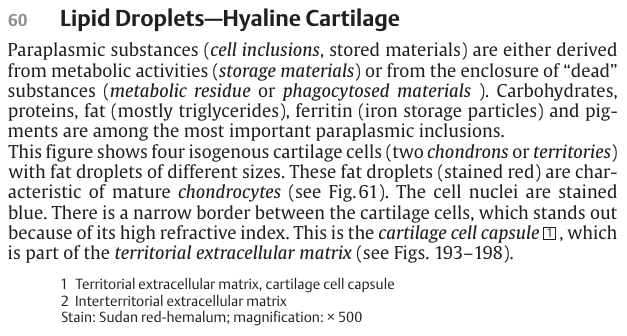 60 Lipid Droplets—Hyaline Cartilage
Paraplasmic substances (cell inclusions, stored materials) are either derived
from metabolic activities (storage materials) or from the enclosure of “dead”
substances (metabolic residue or phagocytosed materials ). Carbohydrates,
proteins, fat (mostly triglycerides), ferritin (iron storage particles) and pig-
ments are among the most important paraplasmic inclusions.
This figure shows four isogenous cartilage cells (two chondrons or territories)
with fat droplets of different sizes. These fat droplets (stained red) are char-
acteristic of mature chondrocytes (see Fig. 61). The cell nuclei are stained
blue. There is a narrow border between the cartilage cells, which stands out
because of its high refractive index. This is the cartilage cell capsule 1 , which
is part of the territorial extracellular matrix (see Figs. 193–198).
1 Territorial extracellular matrix, cartilage cell capsule
2 Interterritorial extracellular matrix
Stain: Sudan red-hemalum; magnification: × 500